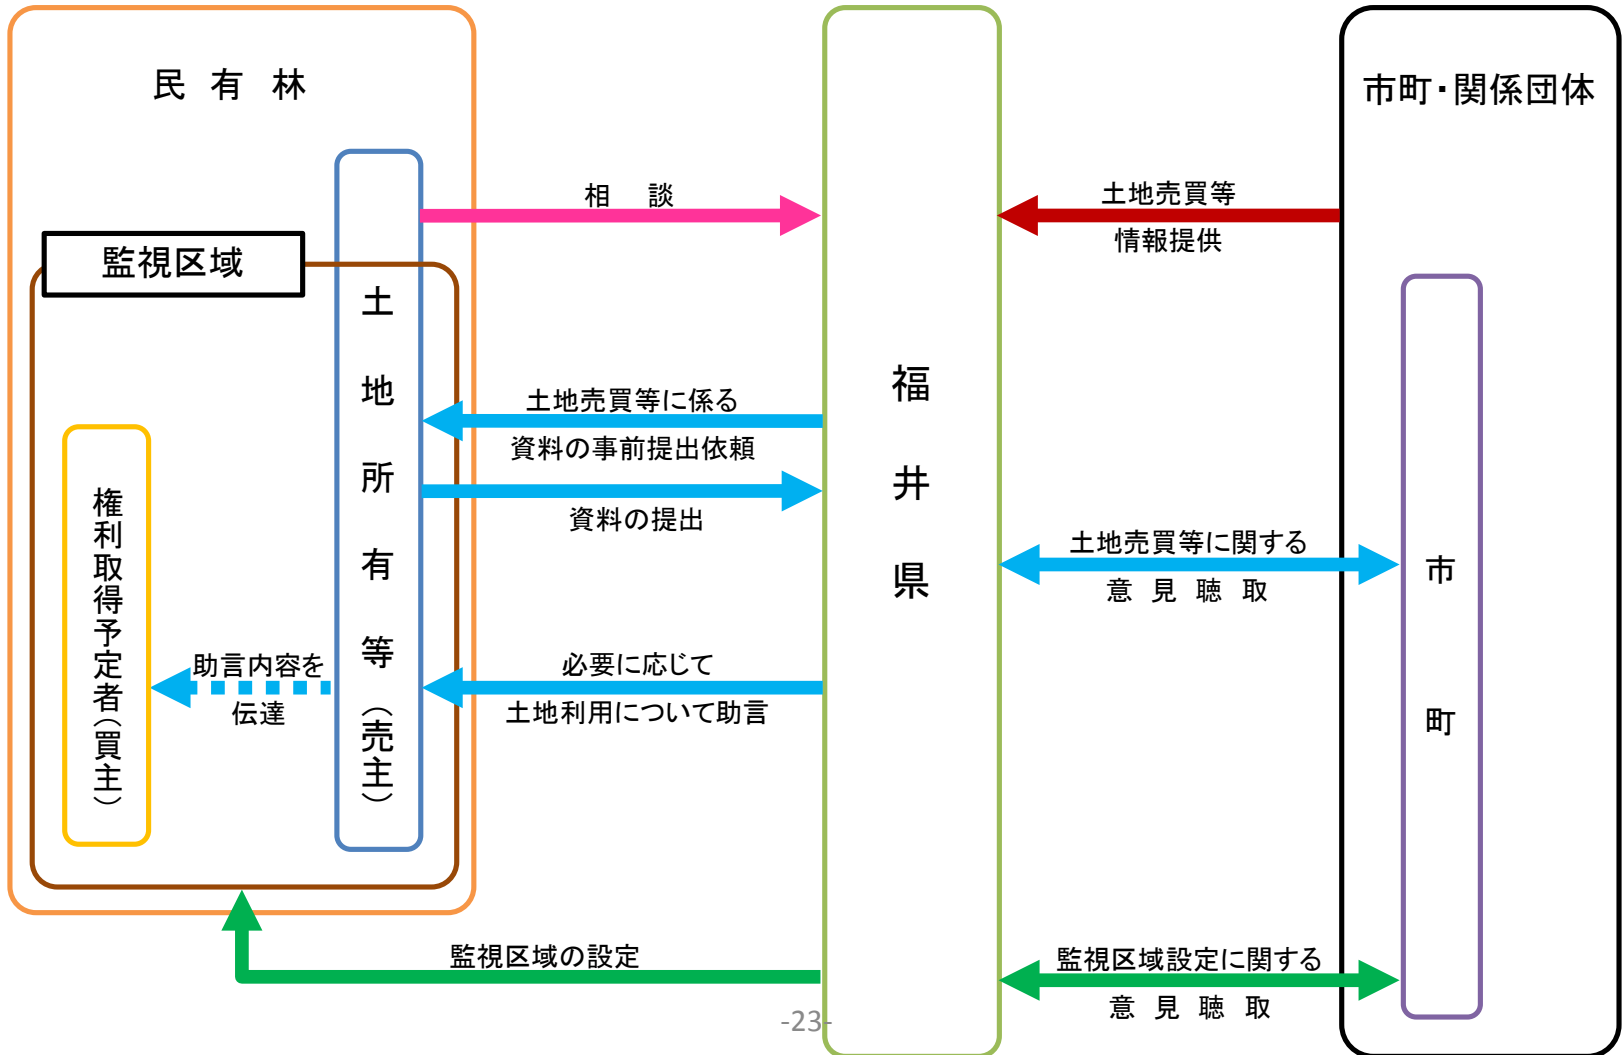 民 有 林
市町・関係団体
相 談
土地売買等
情報提供
監視区域
土地所有等（売主）
福井県
土地売買等に係る
資料の事前提出依頼
資料の提出
権利取得予定者（買主）
土地売買等に関する
意 見 聴 取
市町
助言内容を
伝達
必要に応じて
土地利用について助言
監視区域の設定
監視区域設定に関する
意 見 聴 取
-23-